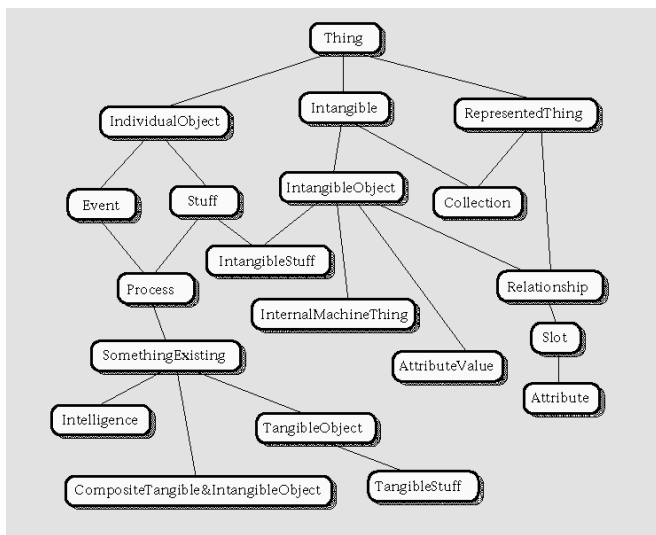 Thing
IndividualObject
Intangible
RepresentedThing
IntangibleObject
Event
Stuff
Collection
IntangibleStuff
Process
Relationship
InternalMachineThing
Slot
SomethingExisting
AttributeValue
Attribute
Intelligence
TangibleObject
CompositeTangible&IntangibleObject
TangibleStuff